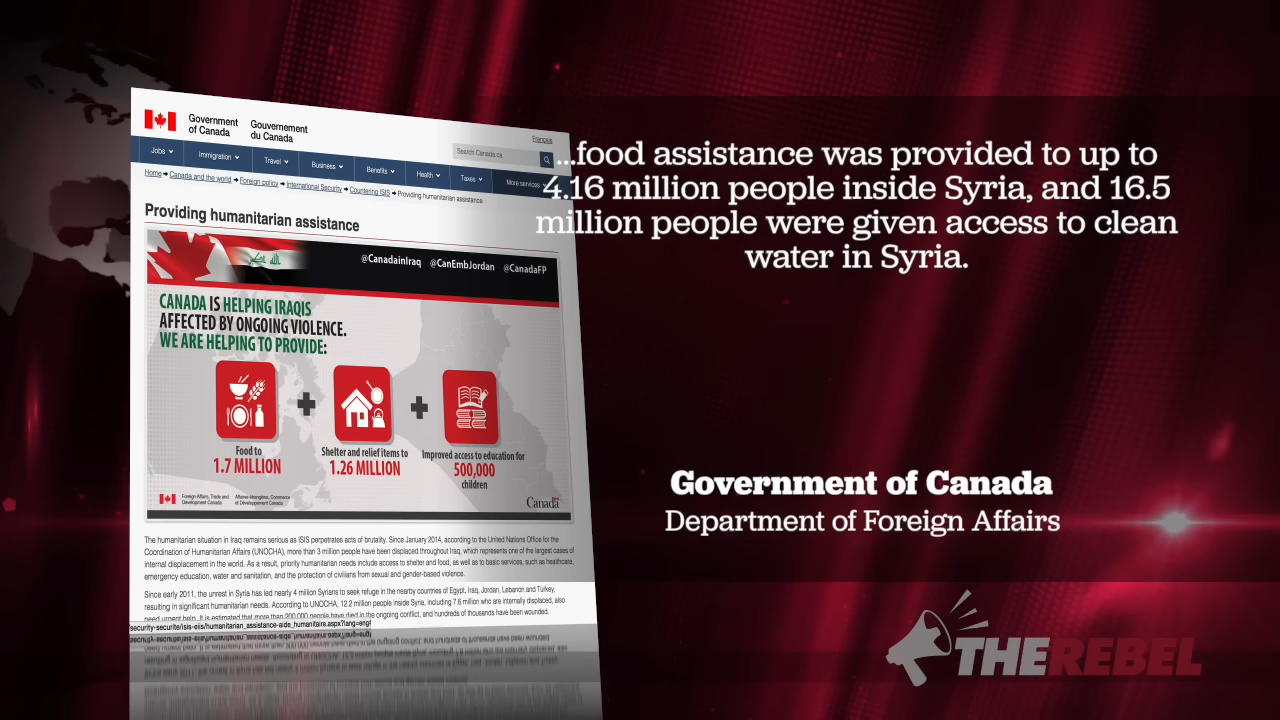 Government
of Canada
Gouvernement
du Canada
Français
Search Canada.ca
Jobs
Immigration
Travel
Business
Benefits
Health
Taxes
More services
Home → Canada and the world → Foreign policy → International Security → Countering ISIS → Providing humanitarian assistance
Providing humanitarian assistance
@CanadainIraq @CanEmbJordan @CanadaFP
CANADA IS HELPING IRAQIS
AFFECTED BY ONGOING VIOLENCE.
WE ARE HELPING TO PROVIDE:
Food to
1.7 MILLION
Shelter and relief items to
1.26 MILLION
Improved access to education for
500,000
children
Foreign Affairs, Trade and
Development Canada
Affaires étrangères, Commerce
et Développement Canada
Canada
The humanitarian situation in Iraq remains serious as ISIS perpetrates acts of brutality. Since January 2014, according to the United Nations Office for the
Coordination of Humanitarian Affairs (UNOCHA), more than 3 million people have been displaced throughout Iraq, which represents one of the largest cases of
internal displacement in the world. As a result, priority humanitarian needs include access to shelter and food, as well as to basic services, such as healthcare,
emergency education, water and sanitation, and the protection of civilians from sexual and gender-based violence.
Since early 2011, the unrest in Syria has led nearly 4 million Syrians to seek refuge in the nearby countries of Egypt, Iraq, Jordan, Lebanon and Turkey,
resulting in significant humanitarian needs. According to UNOCHA, 12.2 million people inside Syria, including 7.6 million who are internally displaced, also
need urgent help. It is estimated that more than 200,000 people have died in the ongoing conflict, and hundreds of thousands have been wounded.
/security-securite/isis-eiis/humanitarian_assistance-aide_humanitaire.aspx?lang=eng
...food assistance was provided to up to
4.16 million people inside Syria, and 16.5
million people were given access to clean
water in Syria.
Government of Canada
Department of Foreign Affairs
THEREBEL